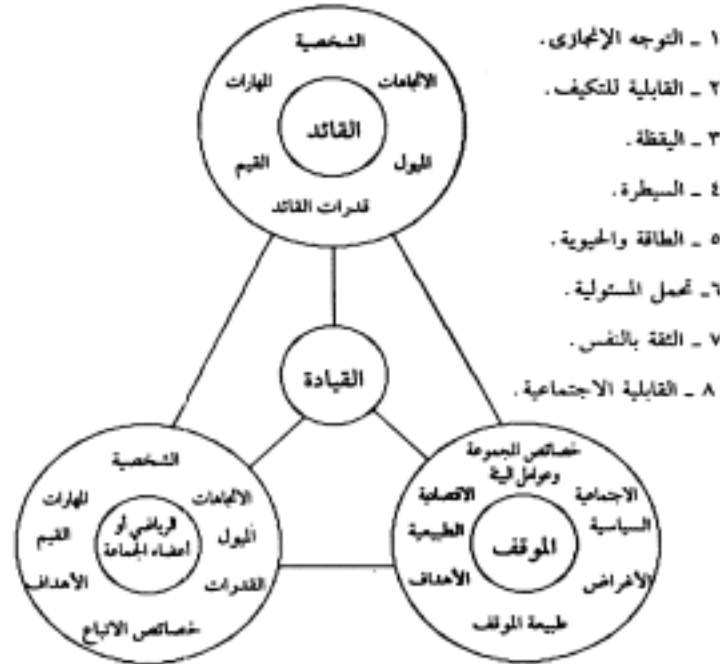 ١ ـ التوجه الإنجازى.
٢ ـ القابلية للتكيف.
٣ ـ اليقظة.
٤ ـ السيطرة.
٥ ـ الطاقة والحيوية.
٦ـ تحمل المسئولية.
٧ ـ الثقة بالنفس.
٨ ـ القابلية الاجتماعية.
الشخصية
الاتجاهات
المهارات
القائد
الميول
القيم
قدرات القائد
القيادة
خصائص المجموعة
وعوامل البيئة
الاجتماعية
الاقتصادية
السياسية
الطبيعية
الموقف
الأغراض
الأهداف
طبيعة الموقف
الشخصية
الاتجاهات
المهارات
الرياضي أو
أعضاء الجماعة
الميول
القيم
القدرات
الأهداف
خصائص الاتباع